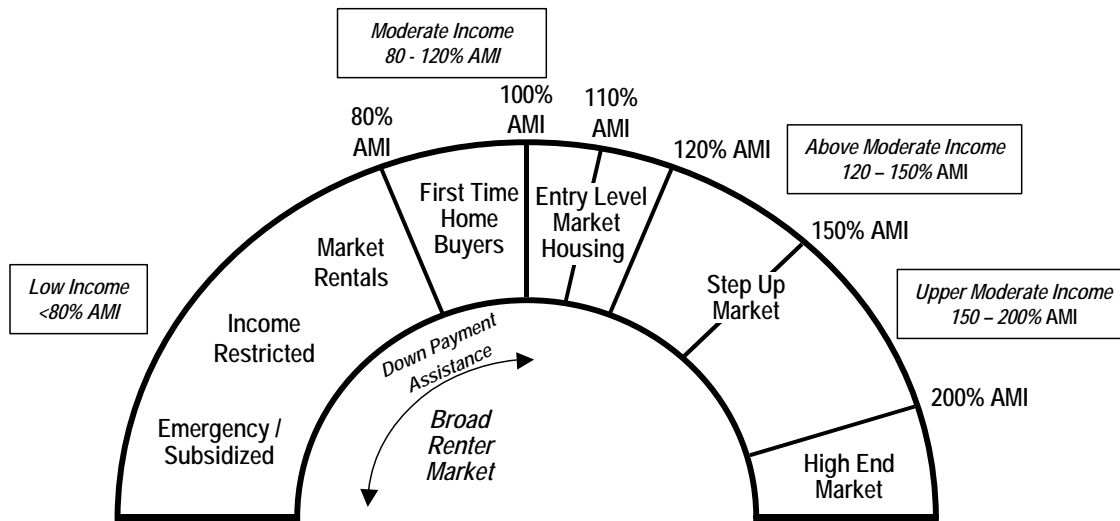 Moderate Income
80 - 120% AMI
100%
AMI
110%
AMI
80%
AMI
120% AMI
Above Moderate Income
120 – 150% AMI
First Time
Home
Buyers
Entry Level
Market
Housing
Market
Rentals
150% AMI
Low Income
<80% AMI
Step Up
Market
Upper Moderate Income
150 – 200% AMI
Income
Restricted
Down Payment
Assistance
200% AMI
Emergency /
Subsidized
Broad
Renter
Market
High End
Market